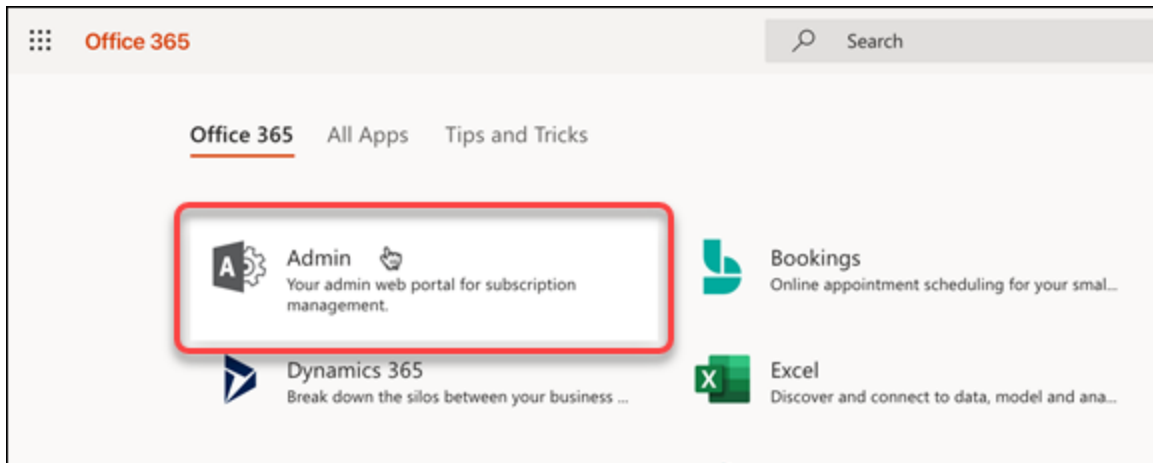 Office 365
Search
Office 365 All Apps Tips and Tricks
Admin
Your admin web portal for subscription
management.
Bookings
Online appointment scheduling for your smal...
Dynamics 365
Break down the silos between your business ...
Excel
Discover and connect to data, model and ana...